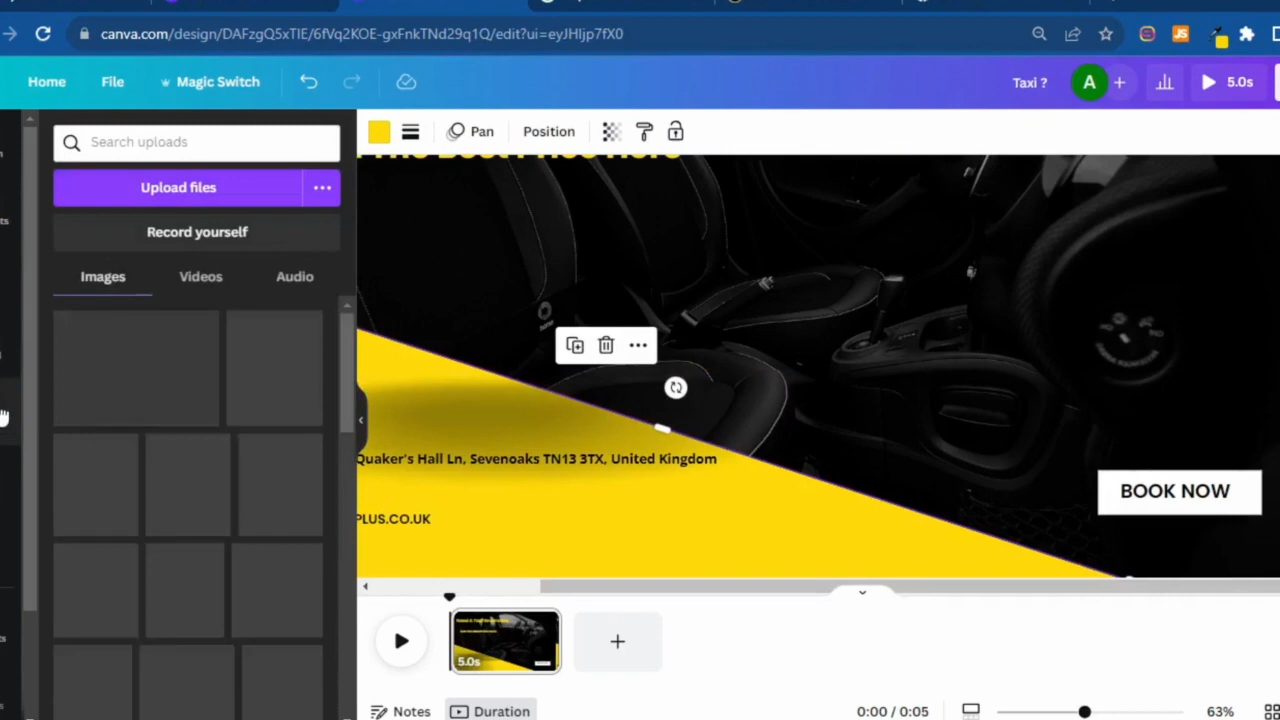 canva.com/design/DAFzgQ5xTlE/6fVq2KOE-gxFnkTNd29q1Q/edit?ui=eyJHIjp7fX0
JS
Home
File
Magic Switch
Taxi ?
A
5.0s
Search uploads
Pan
Position
Upload files
Record yourself
Images
Videos
Audio
Quaker's Hall Ln, Sevenoaks TN13 3TX, United Kingdom
BOOK NOW
PLUS.CO.UK
5.0s
Notes
Duration
0:00 / 0:05
63%